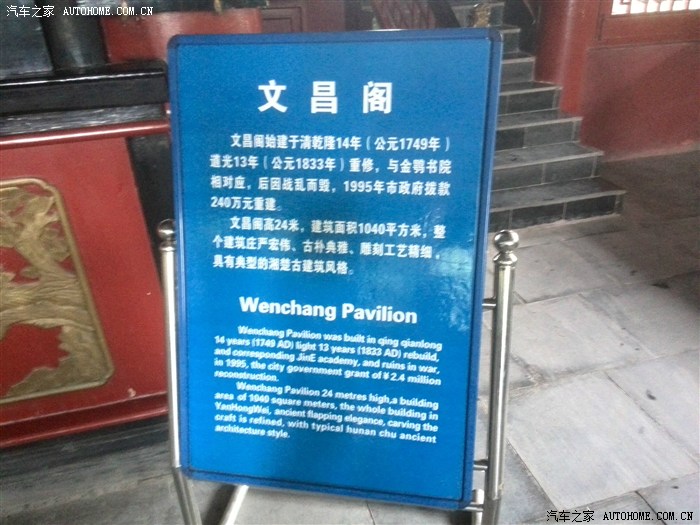 汽车之家 AUTOHOME.COM.CN
文昌阁
文昌阁始建于清乾隆14年（公元1749年）
道光13年（公元1833年）重修，与金鹗书院
相对应，后因战乱而毁，1995年市政府拨款
240万元重建。
文昌阁高24米，建筑面积1040平方米，整
个建筑庄严宏伟、古朴典雅、雕刻工艺精细，
具有典型的湘楚古建筑风格。
Wenchang Pavilion
Wenchang Pavilion was built in qing qianlong
14 years (1749 AD) light 13 years (1833 AD) rebuild,
and corresponding JinE academy, and ruins in war,
in 1995, the city government grant of ¥ 2.4 million
reconstruction.
Wenchang Pavilion 24 metres high,a building
area of 1040 square meters, the whole building in
YanHongWei, ancient flapping elegance, carving the
craft is refined, with typical hunan chu ancient
architecture style.
汽车之家 AUTOHOME.COM.CN